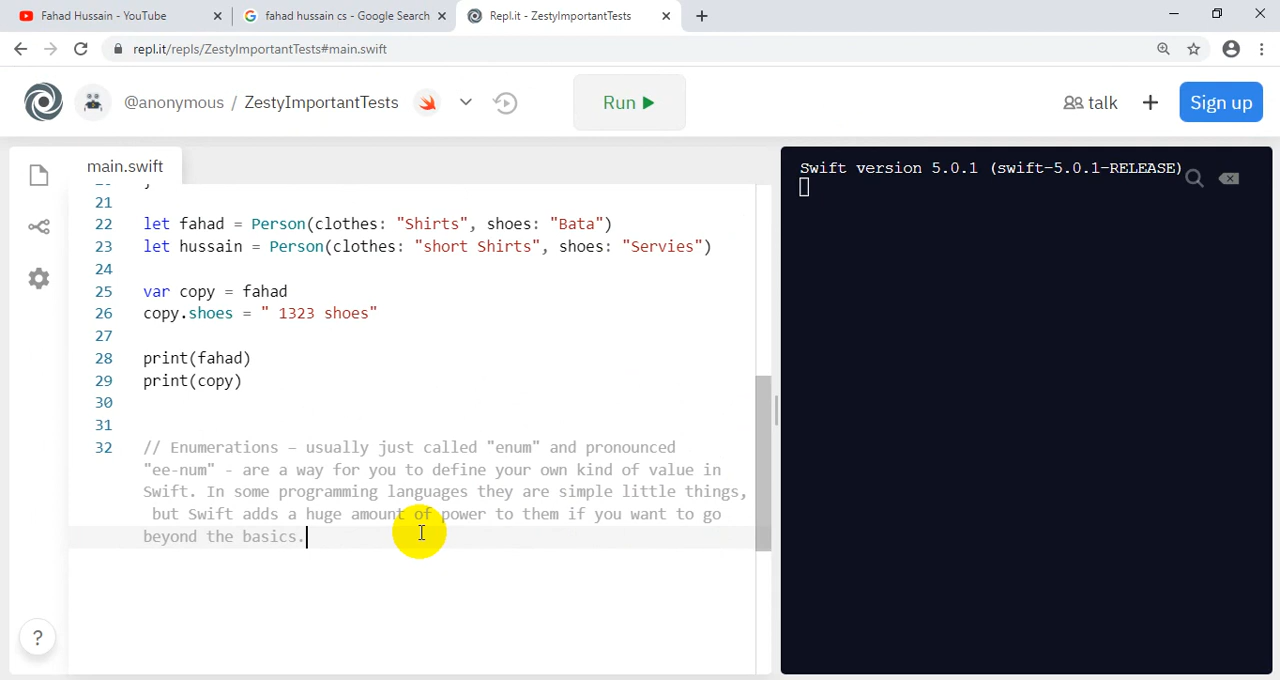 Fahad Hussain - YouTube
fahad hussain cs - Google Search
Repl.it - ZestyImportantTests
repl.it/repls/ZestyImportantTests#main.swift
@anonymous / ZestyImportantTests
Run
talk
Sign up
main.swift
21
22 let fahad = Person(clothes: "Shirts", shoes: "Bata")
23 let hussain = Person(clothes: "short Shirts", shoes: "Servies")
24
25 var copy = fahad
26 copy.shoes = " 1323 shoes"
27
28 print(fahad)
29 print(copy)
30
31
32 // Enumerations – usually just called "enum" and pronounced
"ee-num" - are a way for you to define your own kind of value in
Swift. In some programming languages they are simple little things,
but Swift adds a huge amount of power to them if you want to go
beyond the basics.
?
Swift version 5.0.1 (swift-5.0.1-RELEASE)